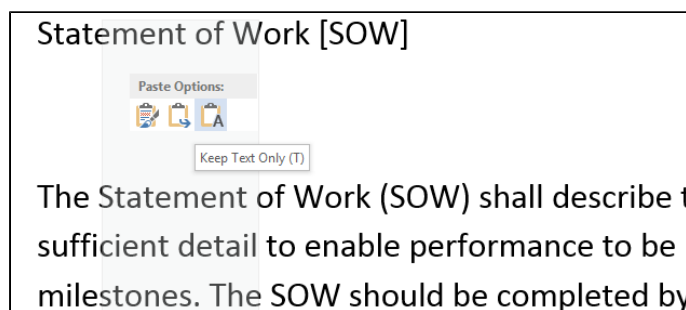 Statement of Work [SOW]
Paste Options:
A
Keep Text Only (T)
The Statement of Work (SOW) shall describe
sufficient detail to enable performance to be
milestones. The SOW should be completed by